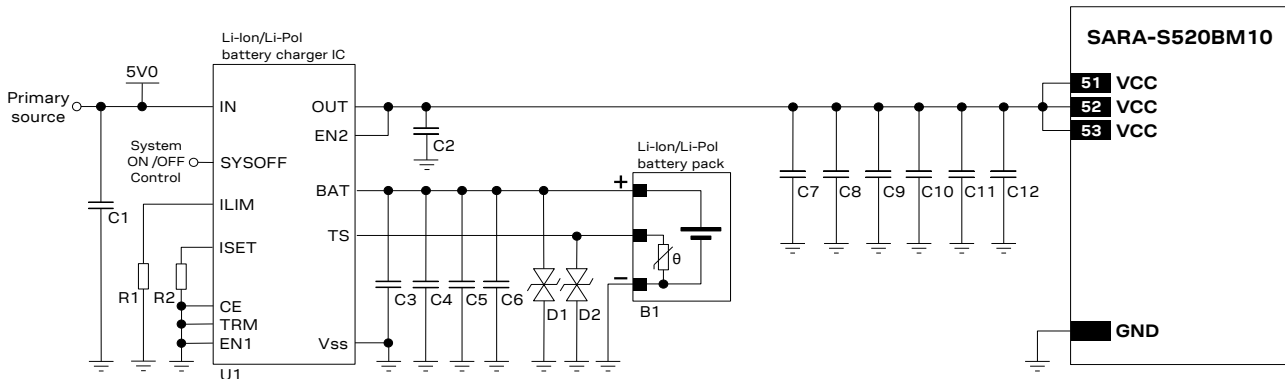 Li-Ion/Li-Pol
battery charger IC
SARA-S520BM10
5V0
Primary
source
IN
OUT
EN2
C2
51 VCC
52 VCC
53 VCC
System
ON /OFF
Control
SYSOFF
Li-Ion/Li-Pol
battery pack
BAT
+
C7
C8
C9
C10
C11
C12
C1
ILIM
TS
ISET
θ
–
R1
R2
C3
C4
C5
C6
D1
D2
B1
CE
TRM
EN1
Vss
GND
U1